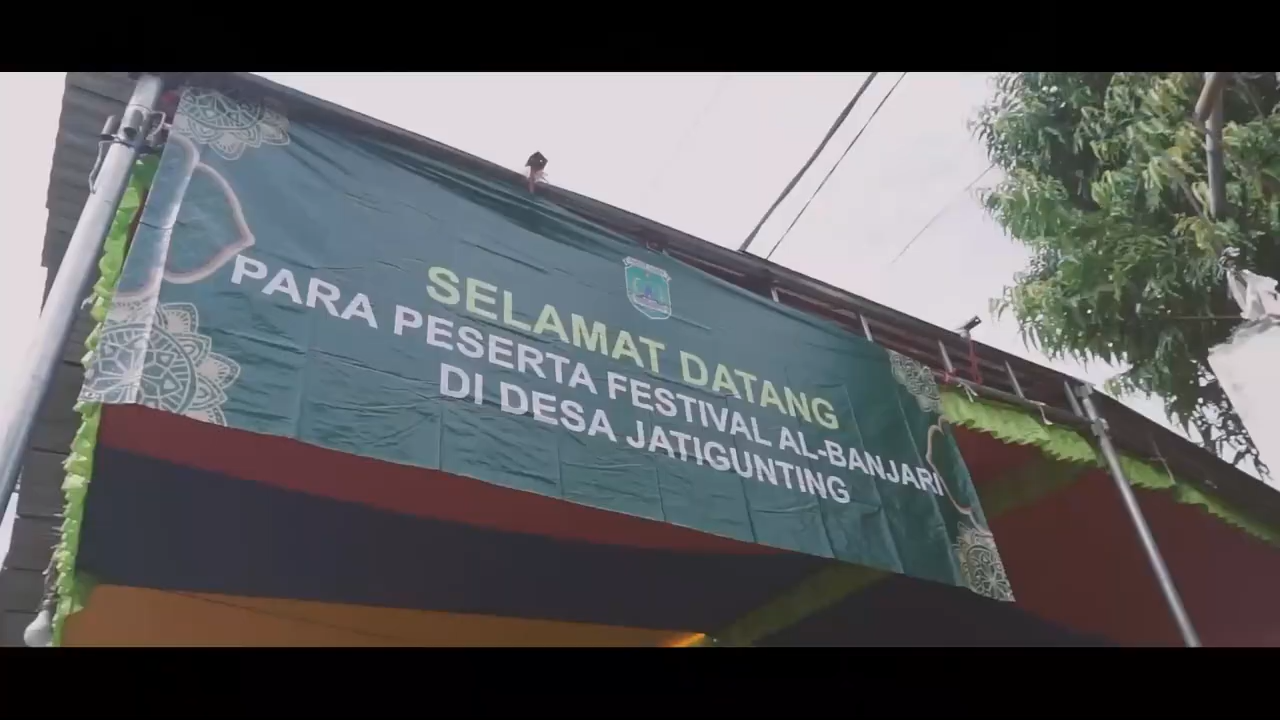 SELAMAT DATANG
PARA PESERTA FESTIVAL AL-BANJARI
DI DESA JATIGUNTING